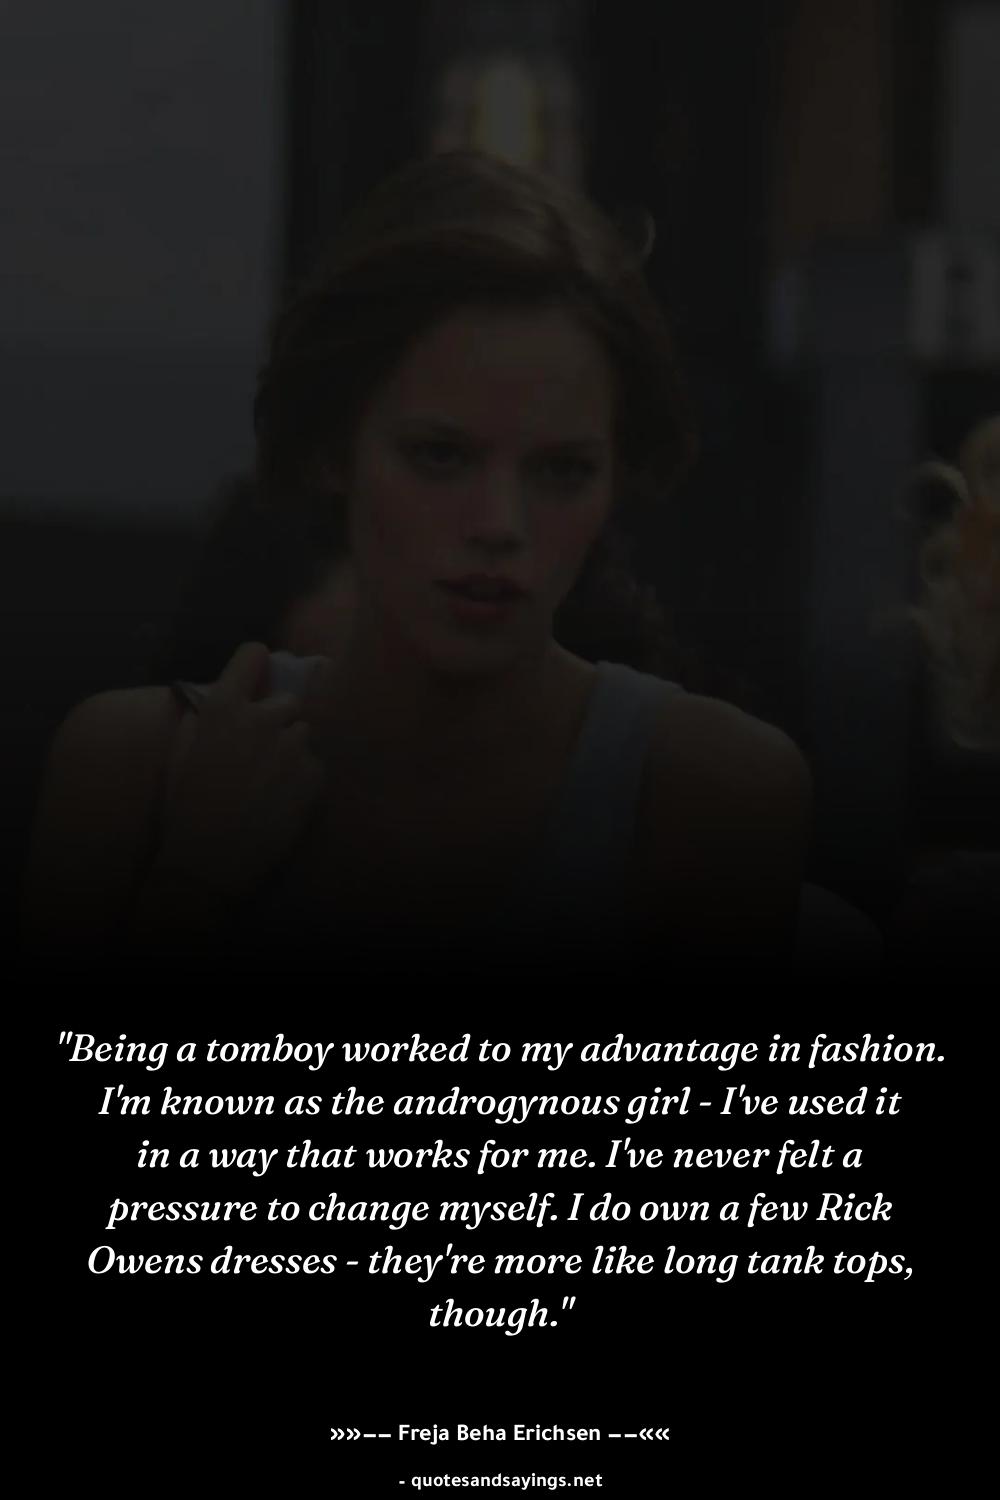 "Being a tomboy worked to my advantage in fashion.
I'm known as the androgynous girl - I've used it
in a way that works for me. I've never felt a
pressure to change myself. I do own a few Rick
Owens dresses - they're more like long tank tops,
though."
»»−− Freja Beha Erichsen −−««
- quotesandsayings.net